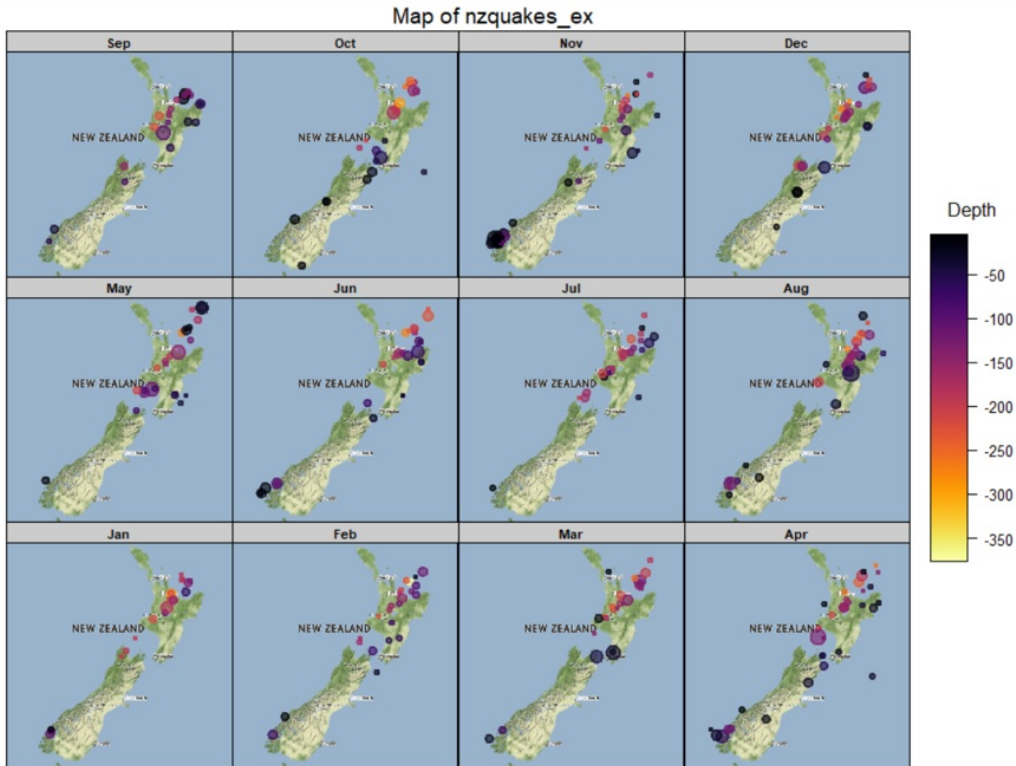 Map of nzquakes_ex
Sep
Oct
Nov
Dec
NEW ZEALAND
NEW ZEALAND
NEW ZEALAND
NEW ZEALAND
May
Jun
Jul
Aug
NEW ZEALAND
NEW ZEALAND
NEW ZEALAND
NEW ZEALAND
Jan
Feb
Mar
Apr
NEW ZEALAND
NEW ZEALAND
NEW ZEALAND
NEW ZEALAND
Depth
-50
-100
-150
-200
-250
-300
-350